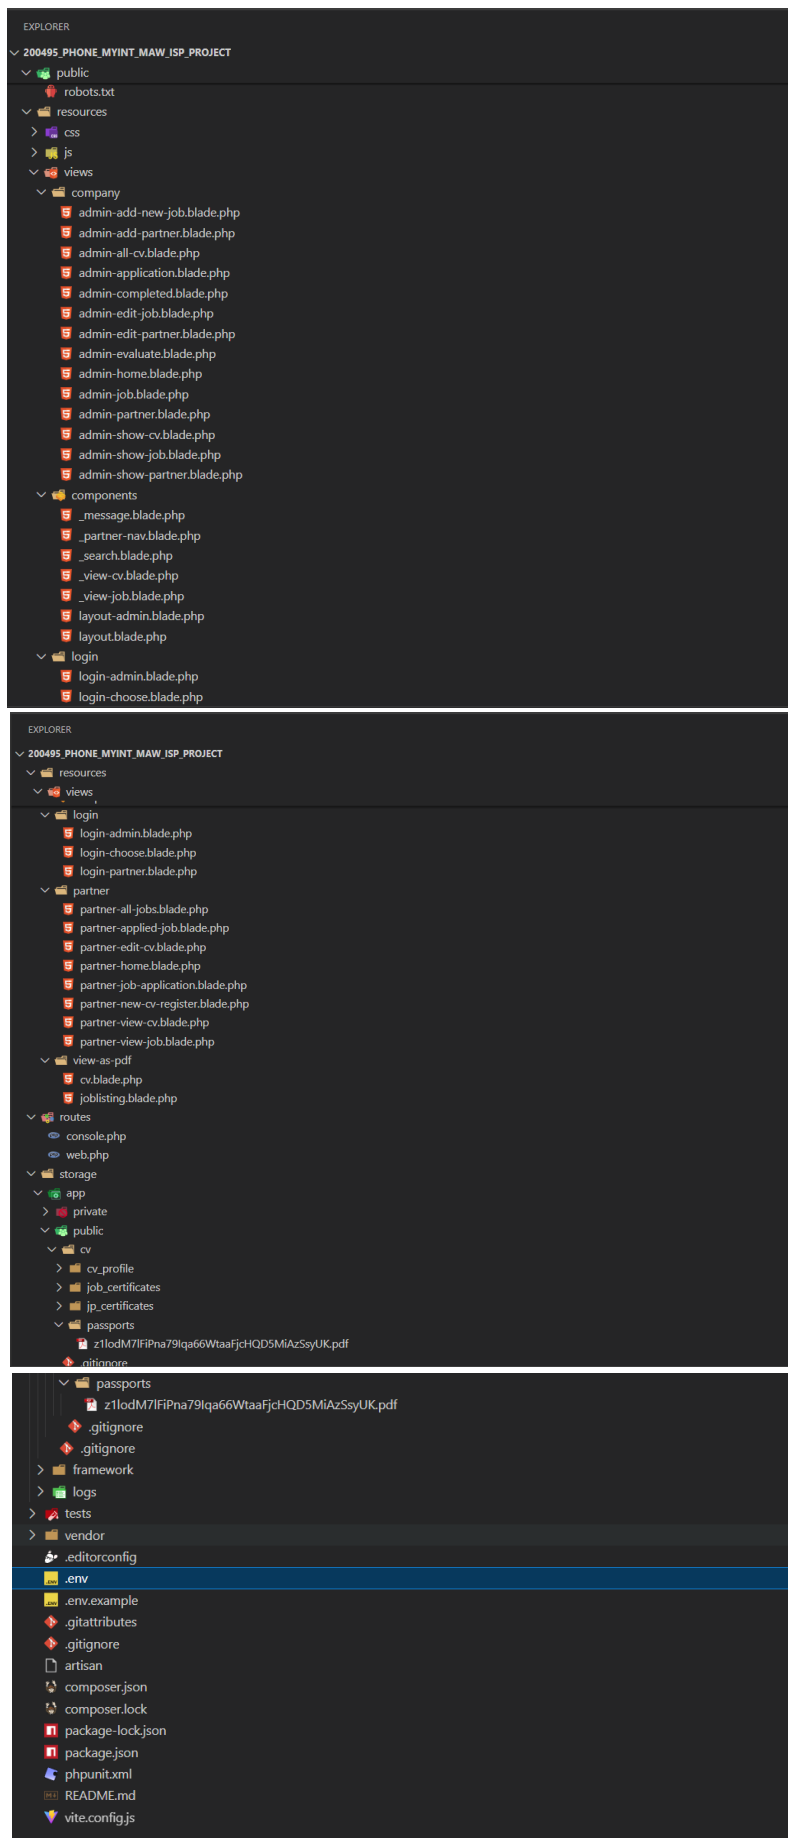 EXPLORER
200495_PHONE_MYINT_MAW_ISP_PROJECT
public
robots.txt
resources
css
js
views
company
admin-add-new-job.blade.php
admin-add-partner.blade.php
admin-all-cv.blade.php
admin-application.blade.php
admin-completed.blade.php
admin-edit-job.blade.php
admin-edit-partner.blade.php
admin-evaluate.blade.php
admin-home.blade.php
admin-job.blade.php
admin-partner.blade.php
admin-show-cv.blade.php
admin-show-job.blade.php
admin-show-partner.blade.php
components
_message.blade.php
_partner-nav.blade.php
_search.blade.php
_view-cv.blade.php
_view-job.blade.php
layout-admin.blade.php
layout.blade.php
login
login-admin.blade.php
login-choose.blade.php
EXPLORER
200495_PHONE_MYINT_MAW_ISP_PROJECT
resources
views
login
login-admin.blade.php
login-choose.blade.php
login-partner.blade.php
partner
partner-all-jobs.blade.php
partner-applied-job.blade.php
partner-edit-cv.blade.php
partner-home.blade.php
partner-job-application.blade.php
partner-new-cv-register.blade.php
partner-view-cv.blade.php
partner-view-job.blade.php
view-as-pdf
cv.blade.php
joblisting.blade.php
routes
console.php
web.php
storage
app
private
public
cv
cv_profile
job_certificates
jp_certificates
passports
z1lodM7lFiPna79Iqa66WtaaFjcHQD5MiAzSsyUK.pdf
.gitignore
passports
z1lodM7lFiPna79Iqa66WtaaFjcHQD5MiAzSsyUK.pdf
.gitignore
.gitignore
framework
logs
tests
vendor
.editorconfig
.env
.env.example
.gitattributes
.gitignore
artisan
composer.json
composer.lock
package-lock.json
package.json
phpunit.xml
README.md
vite.config.js